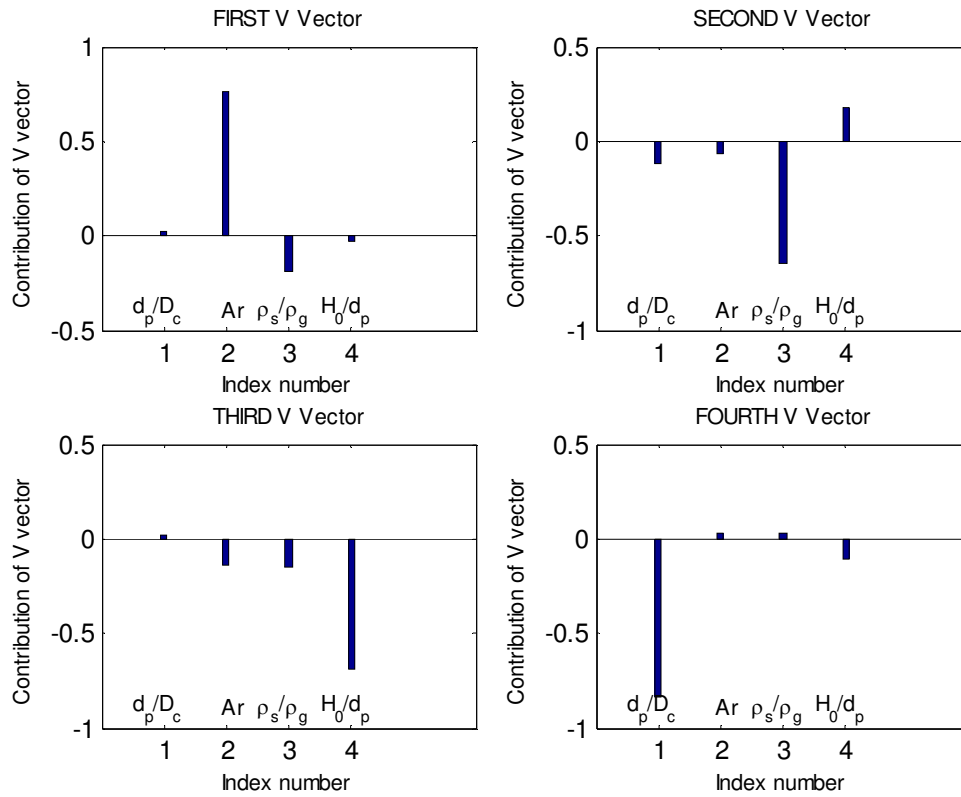 FIRST V Vector
Contribution of V vector
1
0.5
0
-0.5
d_p/D_c Ar ρ_s/ρ_g H_0/d_p
1 2 3 4
Index number
SECOND V Vector
Contribution of V vector
0.5
0
-0.5
-1
d_p/D_c Ar ρ_s/ρ_g H_0/d_p
1 2 3 4
Index number
THIRD V Vector
Contribution of V vector
0.5
0
-0.5
-1
d_p/D_c Ar ρ_s/ρ_g H_0/d_p
1 2 3 4
Index number
FOURTH V Vector
Contribution of V vector
0.5
0
-0.5
-1
d_p/D_c Ar ρ_s/ρ_g H_0/d_p
1 2 3 4
Index number